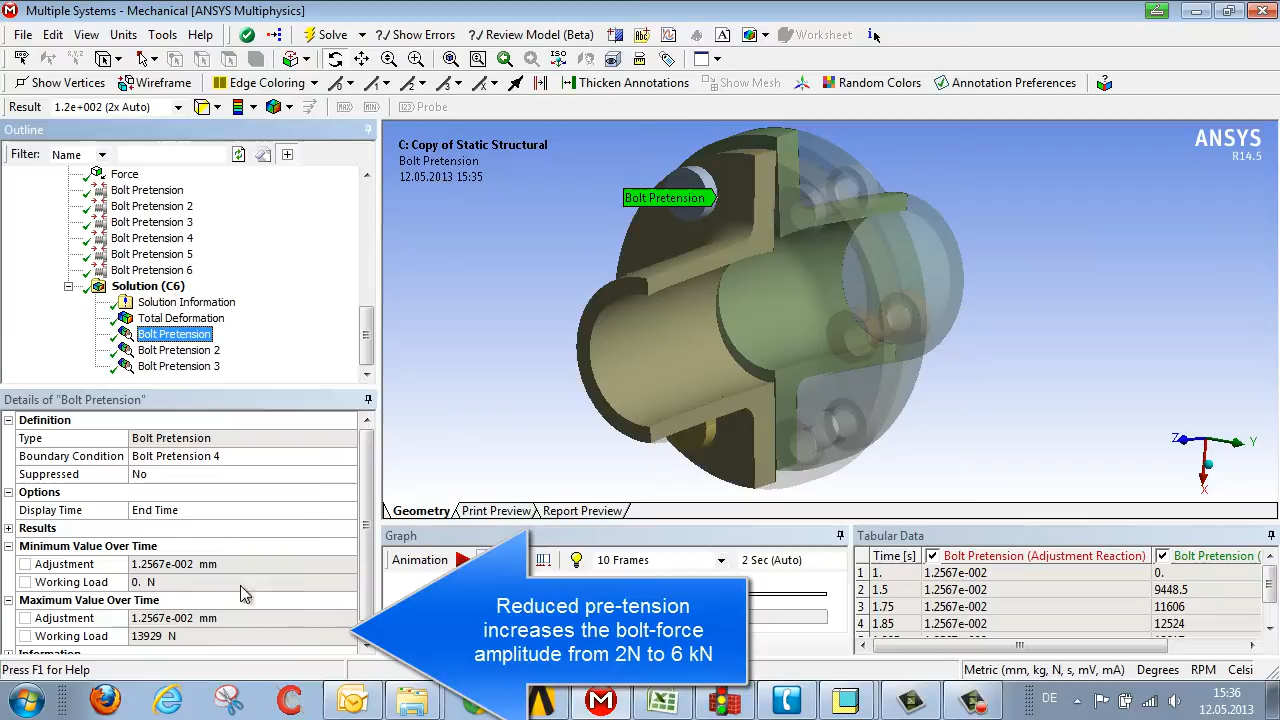 Multiple Systems - Mechanical [ANSYS Multiphysics]
File Edit View Units Tools Help Solve ?/ Show Errors Review Model (Beta) A Worksheet i
Show Vertices Wireframe Edge Coloring Thicken Annotations Show Mesh Random Colors Annotation Preferences
Result 1.2e+002 (2x Auto) MAX MIN Probe
Outline
Filter: Name
Force
Bolt Pretension
Bolt Pretension 2
Bolt Pretension 3
Bolt Pretension 4
Bolt Pretension 5
Bolt Pretension 6
Solution (C6)
Solution Information
Total Deformation
Bolt Pretension
Bolt Pretension 2
Bolt Pretension 3
Details of "Bolt Pretension"
Definition
Type Bolt Pretension
Boundary Condition Bolt Pretension 4
Suppressed No
Options
Display Time End Time
Results
Minimum Value Over Time
Adjustment 1.2567e-002 mm
Working Load 0. N
Maximum Value Over Time
Adjustment 1.2567e-002 mm
Working Load 13929 N
Information
C: Copy of Static Structural
Bolt Pretension
12.05.2013 15:35
Bolt Pretension
ANSYS
R14.5
Z Y
X
Geometry Print Preview Report Preview
Graph
Animation 10 Frames 2 Sec (Auto)
Reduced pre-tension
increases the bolt-force
amplitude from 2N to 6 kN
Tabular Data
Time [s] Bolt Pretension (Adjustment Reaction) Bolt Pretension (
1 1. 1.2567e-002 0.
2 1.5 1.2567e-002 9448.5
3 1.75 1.2567e-002 11606
4 1.85 1.2567e-002 12524
Press F1 for Help Metric (mm, kg, N, s, mV, mA) Degrees RPM Celsi
DE 15:36
12.05.2013